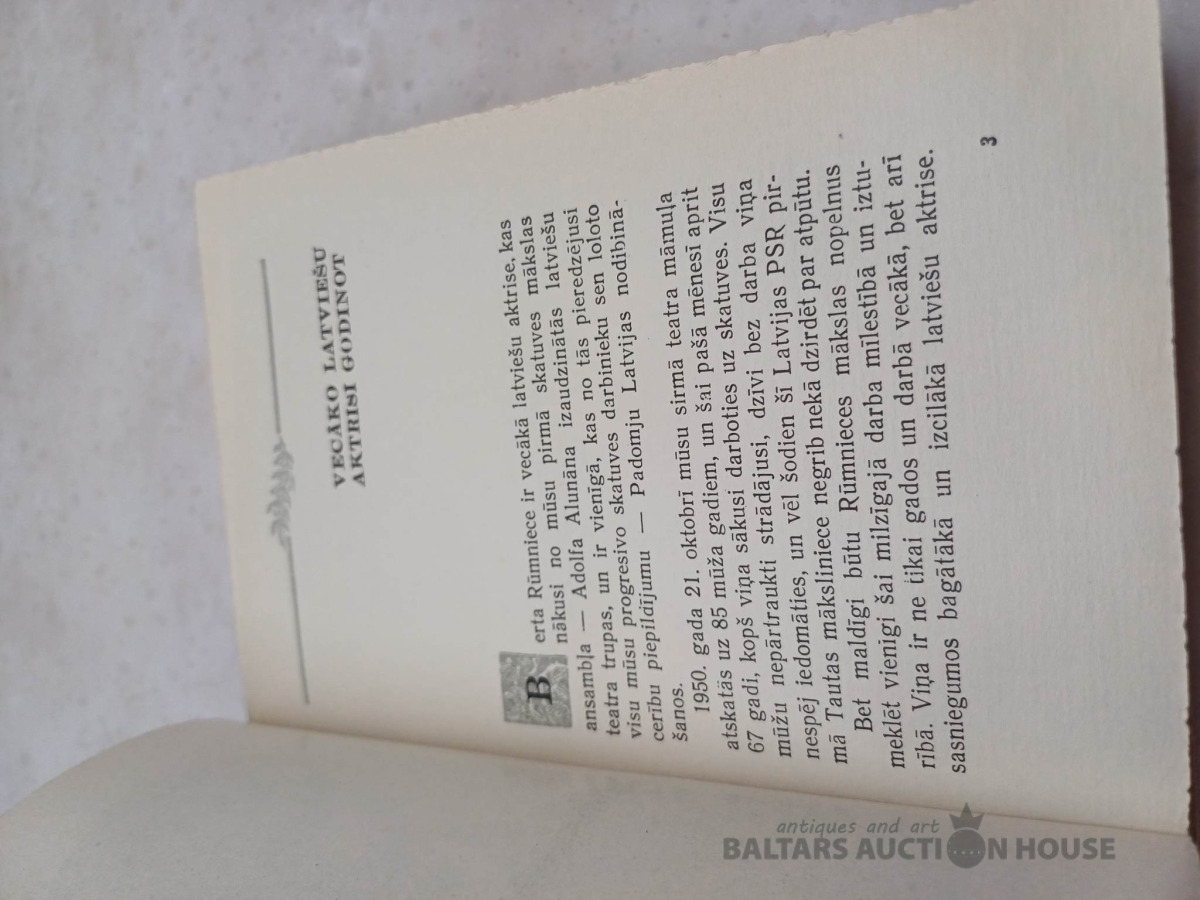 VECĀKO LATVIEŠU
AKTRISI GODINOT
Berta Rūmniece ir vecākā latviešu aktrise, kas
nākusi no mūsu pirmā skatuves mākslas
ansambļa — Adolfa Alunāna izaudzinātās latviešu
teatra trupas, un ir vienīgā, kas no tās pieredzējusi
visu mūsu progresivo skatuves darbinieku sen loloto
cerību piepildījumu — Padomju Latvijas nodibinā-
šanos.
1950. gada 21. oktobrī mūsu sirmā teatra māmuļa
atskatās uz 85 mūža gadiem, un šai pašā mēnesī aprit
67 gadi, kopš viņa sākusi darboties uz skatuves. Visu
mūžu nepārtraukti strādājusi, dzīvi bez darba viņa
nespēj iedomāties, un vēl šodien šī Latvijas PSR pir-
mā Tautas māksliniece negrib nekā dzirdēt par atpūtu.
Bet maldīgi būtu Rūmnieces mākslas nopelnus
meklēt vienīgi šai milzīgajā darba mīlestībā un iztu-
rībā. Viņa ir ne tikai gados un darbā vecākā, bet arī
sasniegumos bagātākā un izcilākā latviešu aktrise.
3
antiques and art
BALTARS AUCTION HOUSE